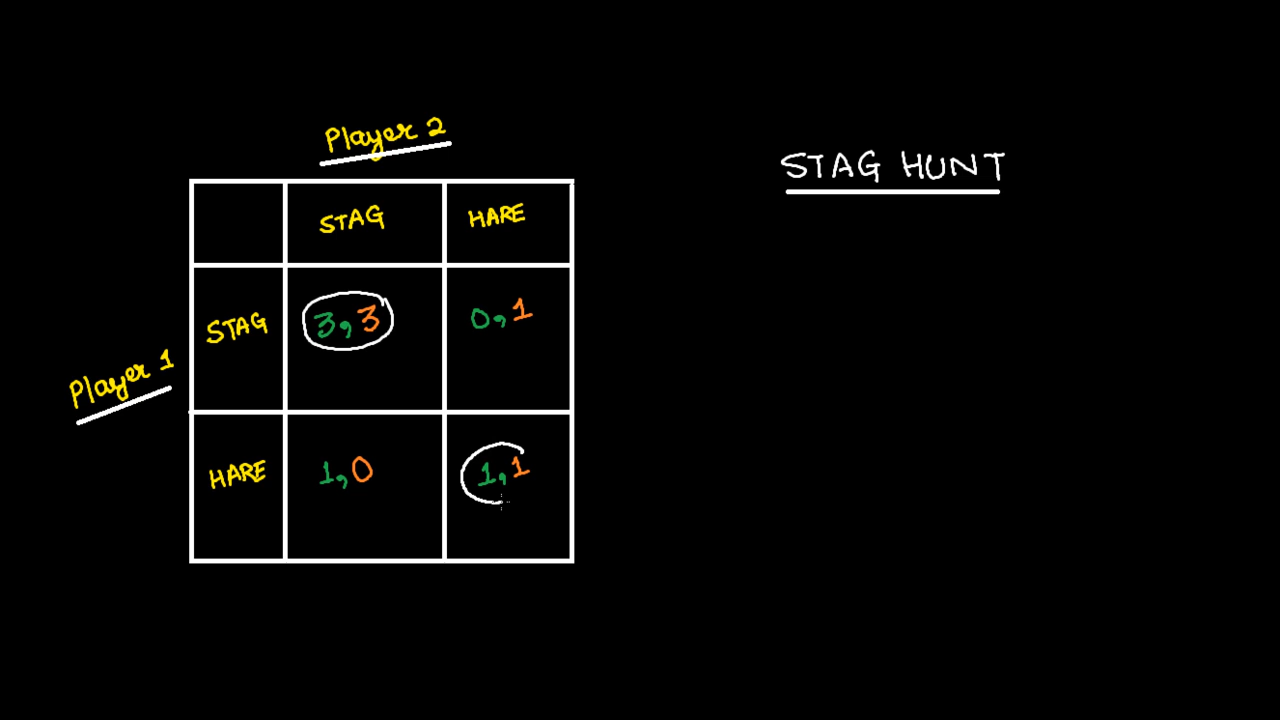 Player 2
STAG HUNT
STAG HARE
STAG 3,3 0,1
Player 1
HARE 1,0 1,1